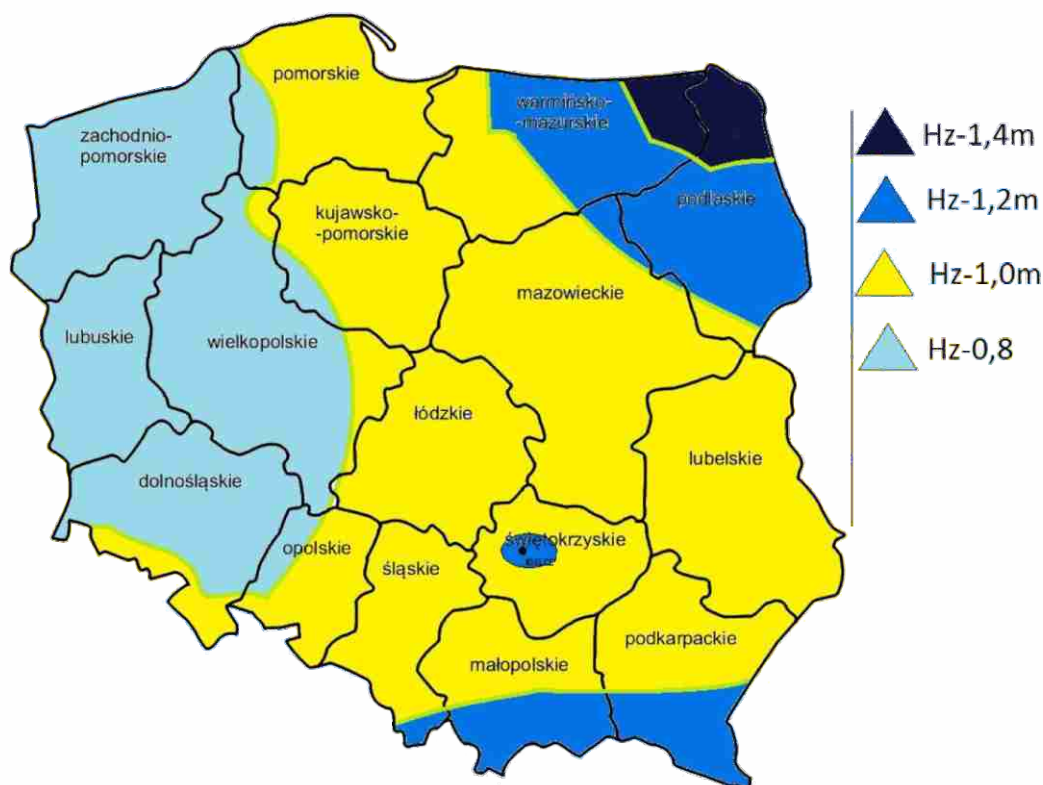 pomorskie
warmińsko-
-mazurskie
zachodnio-
pomorskie
podlaskie
kujawsko-
-pomorskie
mazowieckie
lubuskie
wielkopolskie
łódzkie
lubelskie
dolnośląskie
opolskie
śląskie
świętokrzyskie
podkarpackie
małopolskie
Hz-1,4m
Hz-1,2m
Hz-1,0m
Hz-0,8